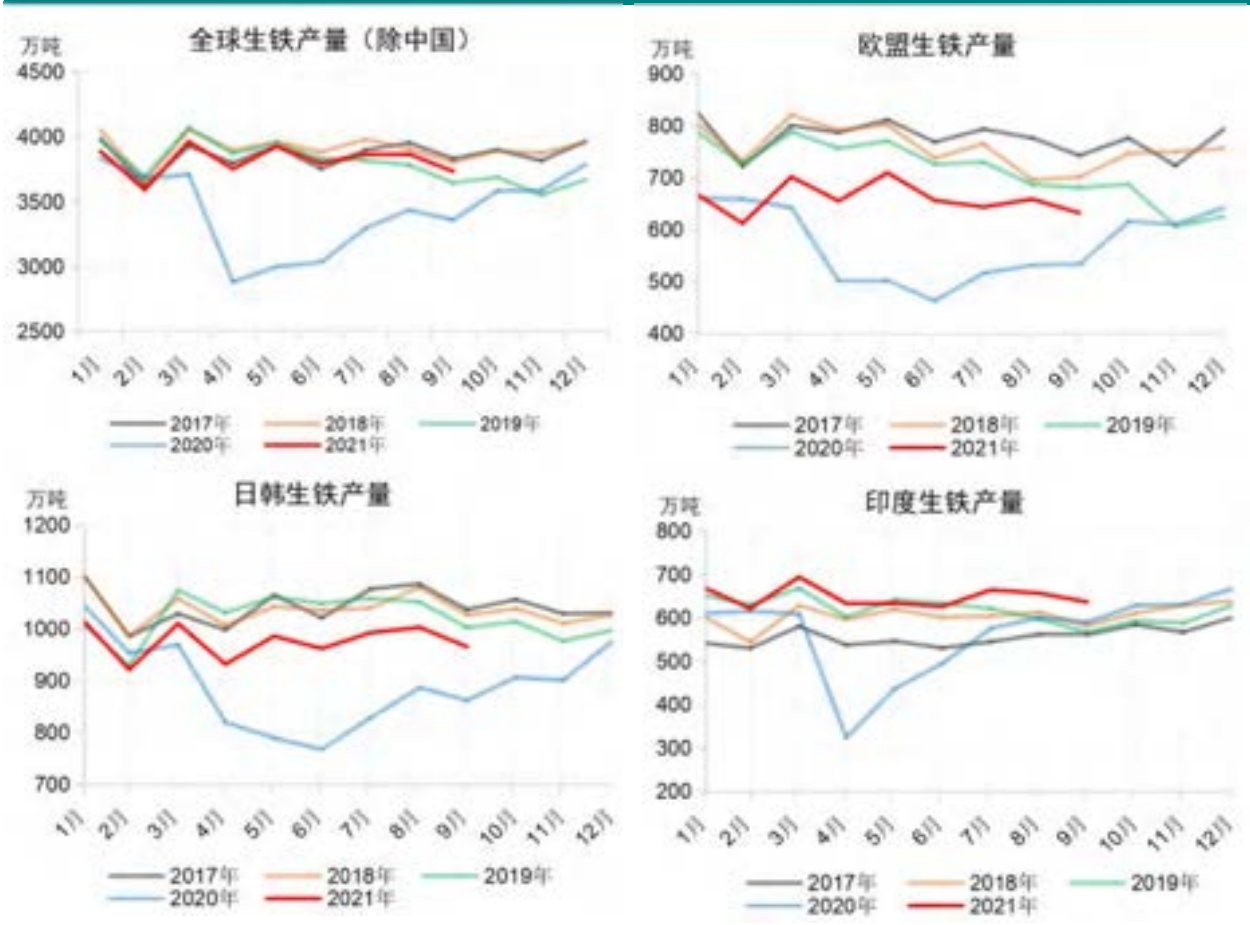 全球生铁产量（除中国）
万吨
4500
4000
3500
3000
2500
1月 2月 3月 4月 5月 6月 7月 8月 9月 10月 11月 12月
2017年 2018年 2019年
2020年 2021年
欧盟生铁产量
万吨
900
800
700
600
500
400
1月 2月 3月 4月 5月 6月 7月 8月 9月 10月 11月 12月
2017年 2018年 2019年
2020年 2021年
日韩生铁产量
万吨
1200
1100
1000
900
800
700
1月 2月 3月 4月 5月 6月 7月 8月 9月 10月 11月 12月
2017年 2018年 2019年
2020年 2021年
印度生铁产量
万吨
800
700
600
500
400
300
200
1月 2月 3月 4月 5月 6月 7月 8月 9月 10月 11月 12月
2017年 2018年 2019年
2020年 2021年